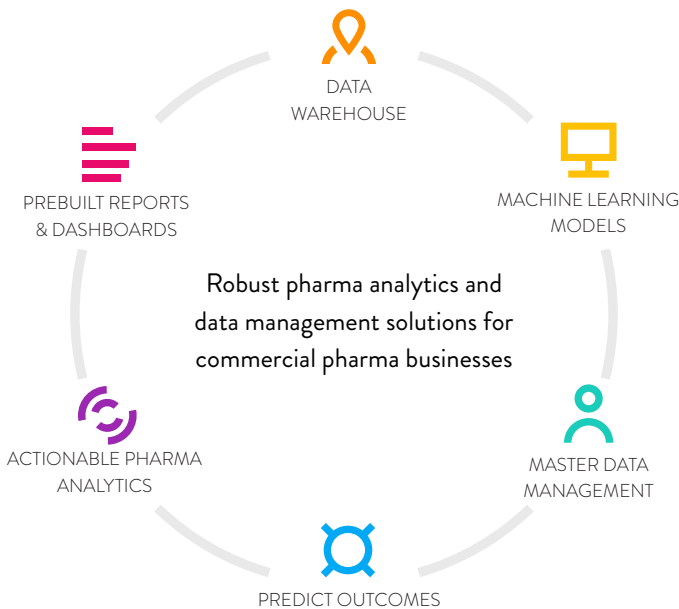 DATA
WAREHOUSE
PREBUILT REPORTS
& DASHBOARDS
MACHINE LEARNING
MODELS
Robust pharma analytics and
data management solutions for
commercial pharma businesses
ACTIONABLE PHARMA
ANALYTICS
MASTER DATA
MANAGEMENT
PREDICT OUTCOMES